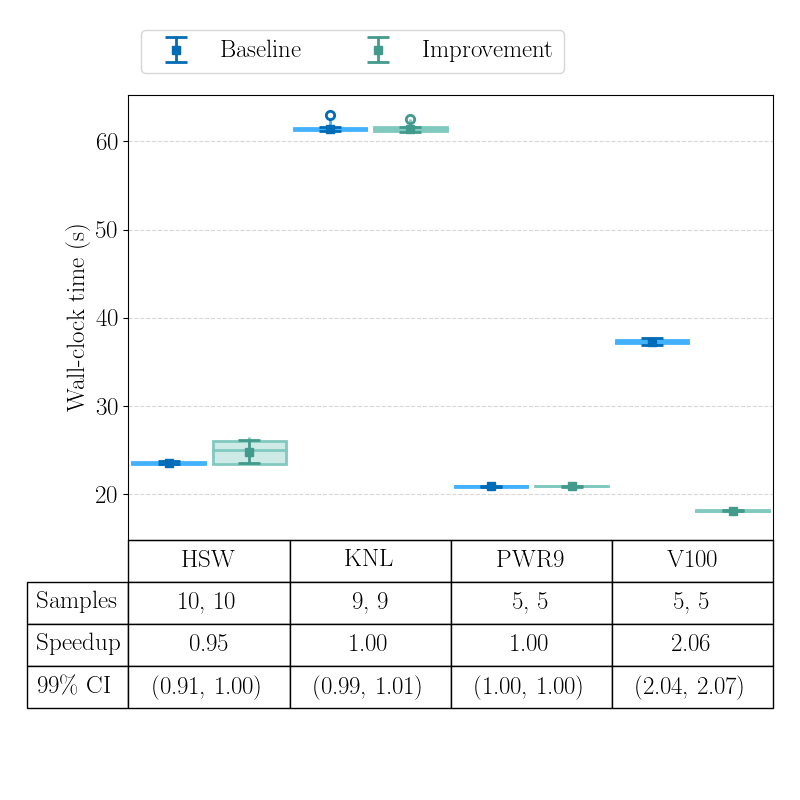 Baseline Improvement
Wall-clock time (s)
60
50
40
30
20
HSW KNL PWR9 V100
Samples 10, 10 9, 9 5, 5 5, 5
Speedup 0.95 1.00 1.00 2.06
99% CI (0.91, 1.00) (0.99, 1.01) (1.00, 1.00) (2.04, 2.07)